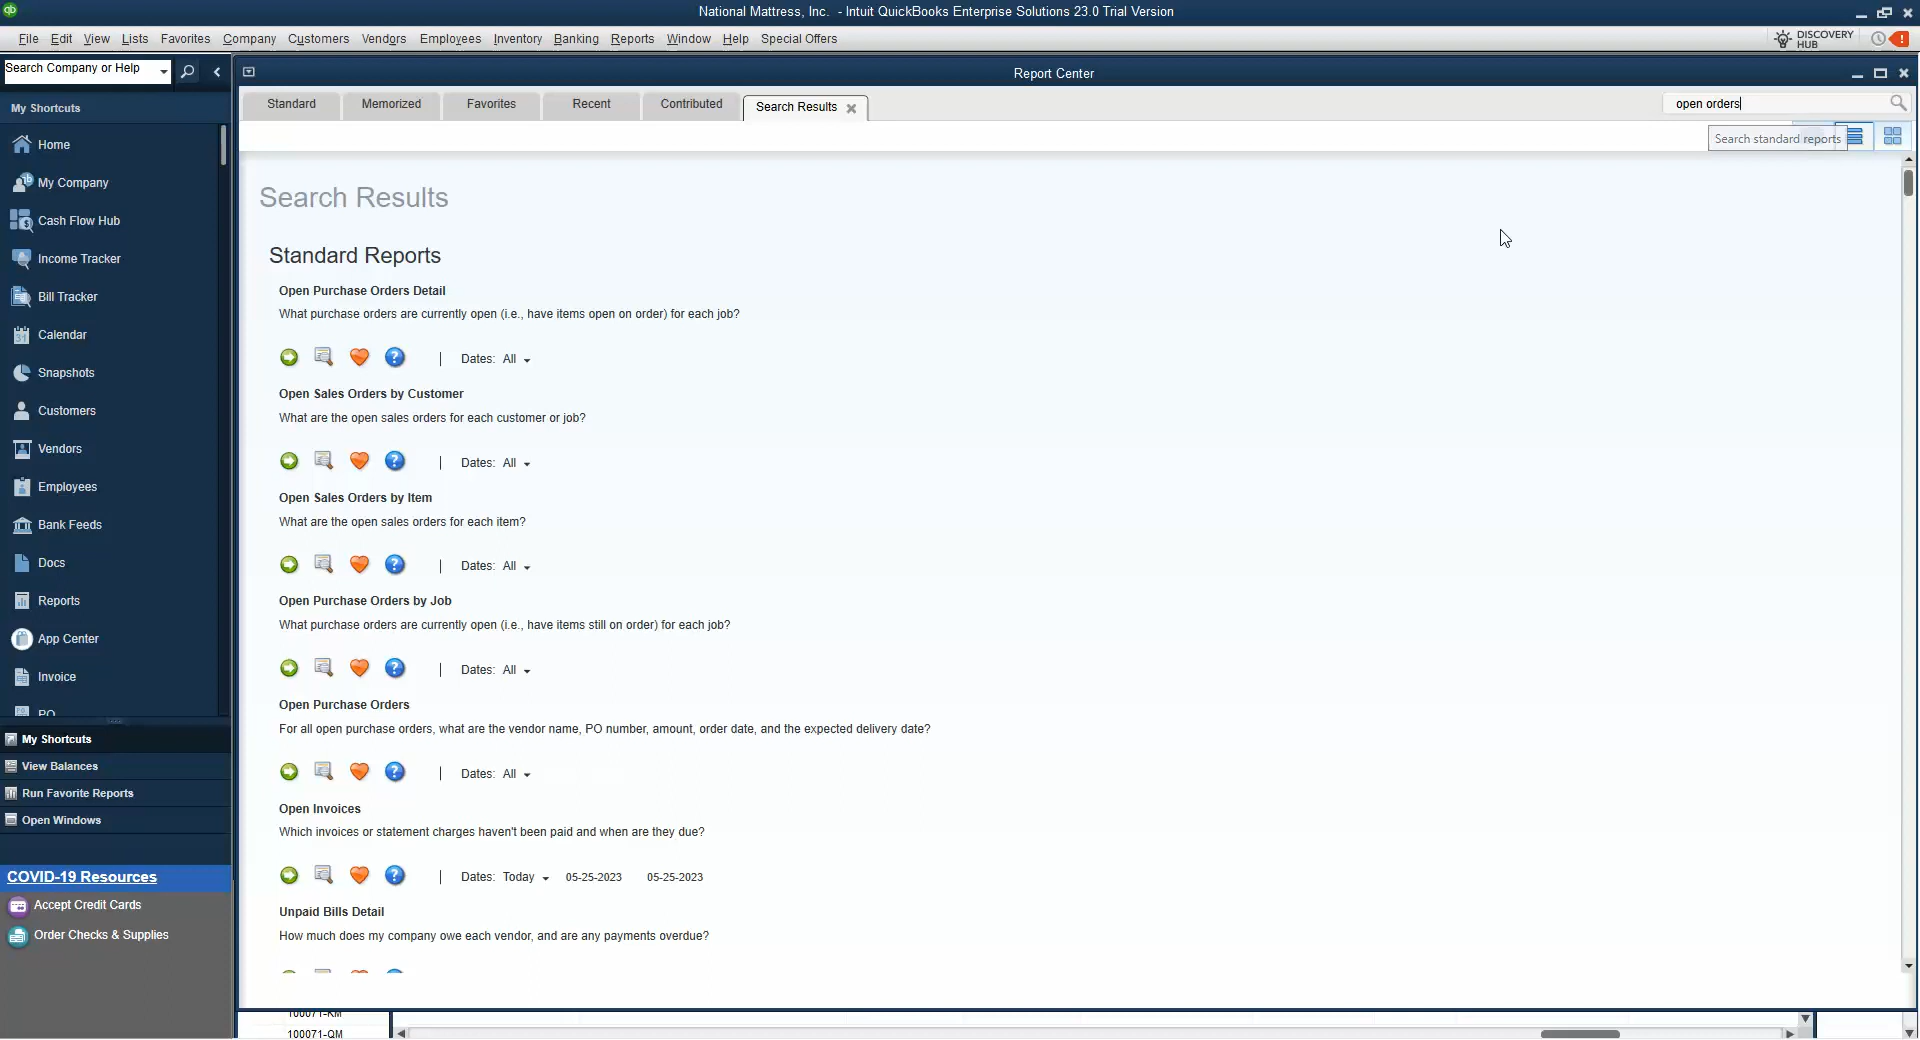 National Mattress, Inc. - Intuit QuickBooks Enterprise Solutions 23.0 Trial Version
File Edit View Lists Favorites Company Customers Vendors Employees Inventory Banking Reports Window Help Special Offers
DISCOVERY
HUB
Search Company or Help
Report Center
My Shortcuts
Home
My Company
Cash Flow Hub
Income Tracker
Bill Tracker
Calendar
Snapshots
Customers
Vendors
Employees
Bank Feeds
Docs
Reports
App Center
Invoice
PO
My Shortcuts
View Balances
Run Favorite Reports
Open Windows
COVID-19 Resources
Accept Credit Cards
Order Checks & Supplies
Standard Memorized Favorites Recent Contributed Search Results
open orders
Search standard reports
Search Results
Standard Reports
Open Purchase Orders Detail
What purchase orders are currently open (i.e., have items open on order) for each job?
Dates: All
Open Sales Orders by Customer
What are the open sales orders for each customer or job?
Dates: All
Open Sales Orders by Item
What are the open sales orders for each item?
Dates: All
Open Purchase Orders by Job
What purchase orders are currently open (i.e., have items still on order) for each job?
Dates: All
Open Purchase Orders
For all open purchase orders, what are the vendor name, PO number, amount, order date, and the expected delivery date?
Dates: All
Open Invoices
Which invoices or statement charges haven't been paid and when are they due?
Dates: Today 05-25-2023 05-25-2023
Unpaid Bills Detail
How much does my company owe each vendor, and are any payments overdue?
100071-KM
100071-QM